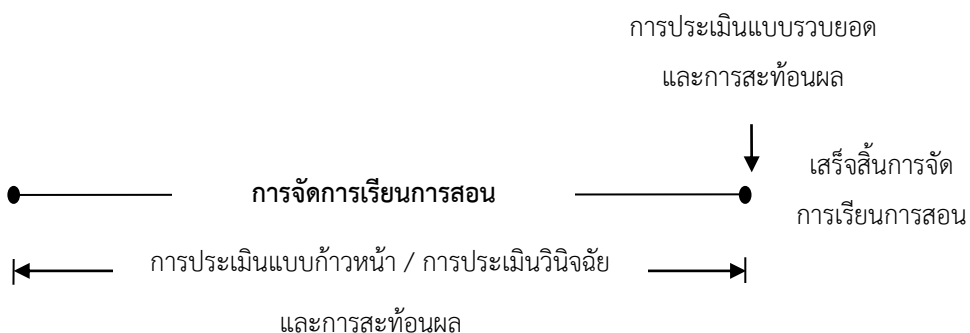 การประเมินแบบรวบยอด
และการสะท้อนผล
เสร็จสิ้นการจัด
การเรียนการสอน
การจัดการเรียนการสอน
การประเมินแบบก้าวหน้า / การประเมินวินิจฉัย
และการสะท้อนผล